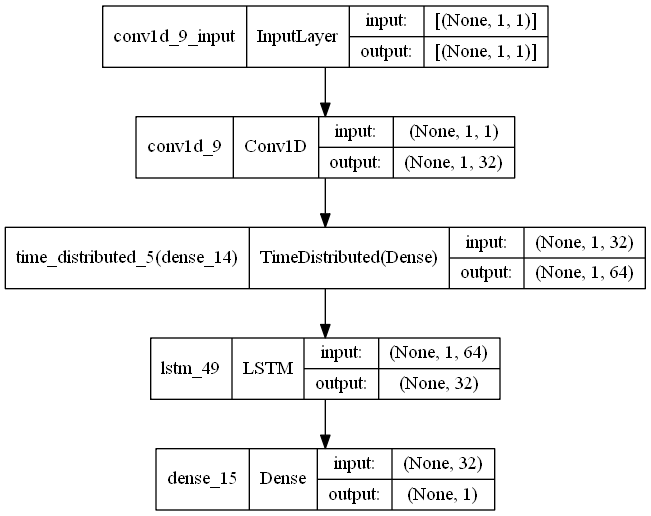 conv1d_9_input InputLayer input: [(None, 1, 1)]
output: [(None, 1, 1)]
conv1d_9 Conv1D input: (None, 1, 1)
output: (None, 1, 32)
time_distributed_5(dense_14) TimeDistributed(Dense) input: (None, 1, 32)
output: (None, 1, 64)
lstm_49 LSTM input: (None, 1, 64)
output: (None, 32)
dense_15 Dense input: (None, 32)
output: (None, 1)